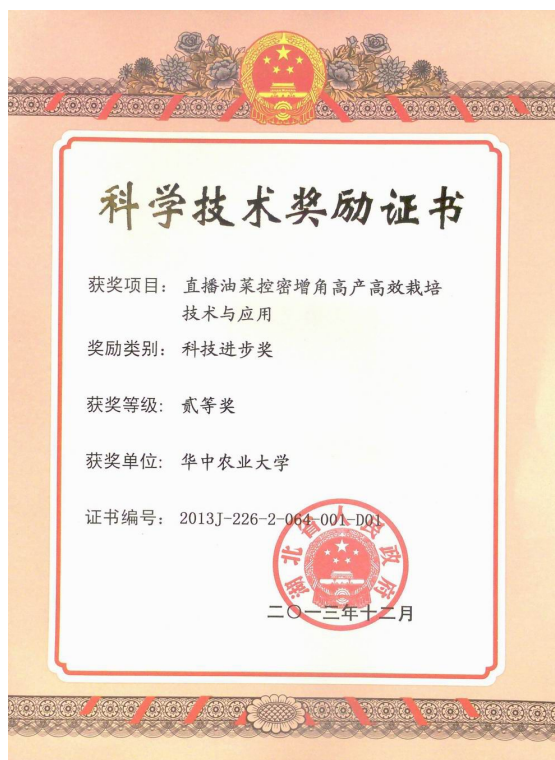 科学技术奖励证书
获奖项目：直播油菜控密增角高产高效栽培
技术与应用
奖励类别：科技进步奖
获奖等级：贰等奖
获奖单位：华中农业大学
证书编号：2013J-226-2-064-001-D01
湖北省人民政府
二〇一三年十二月